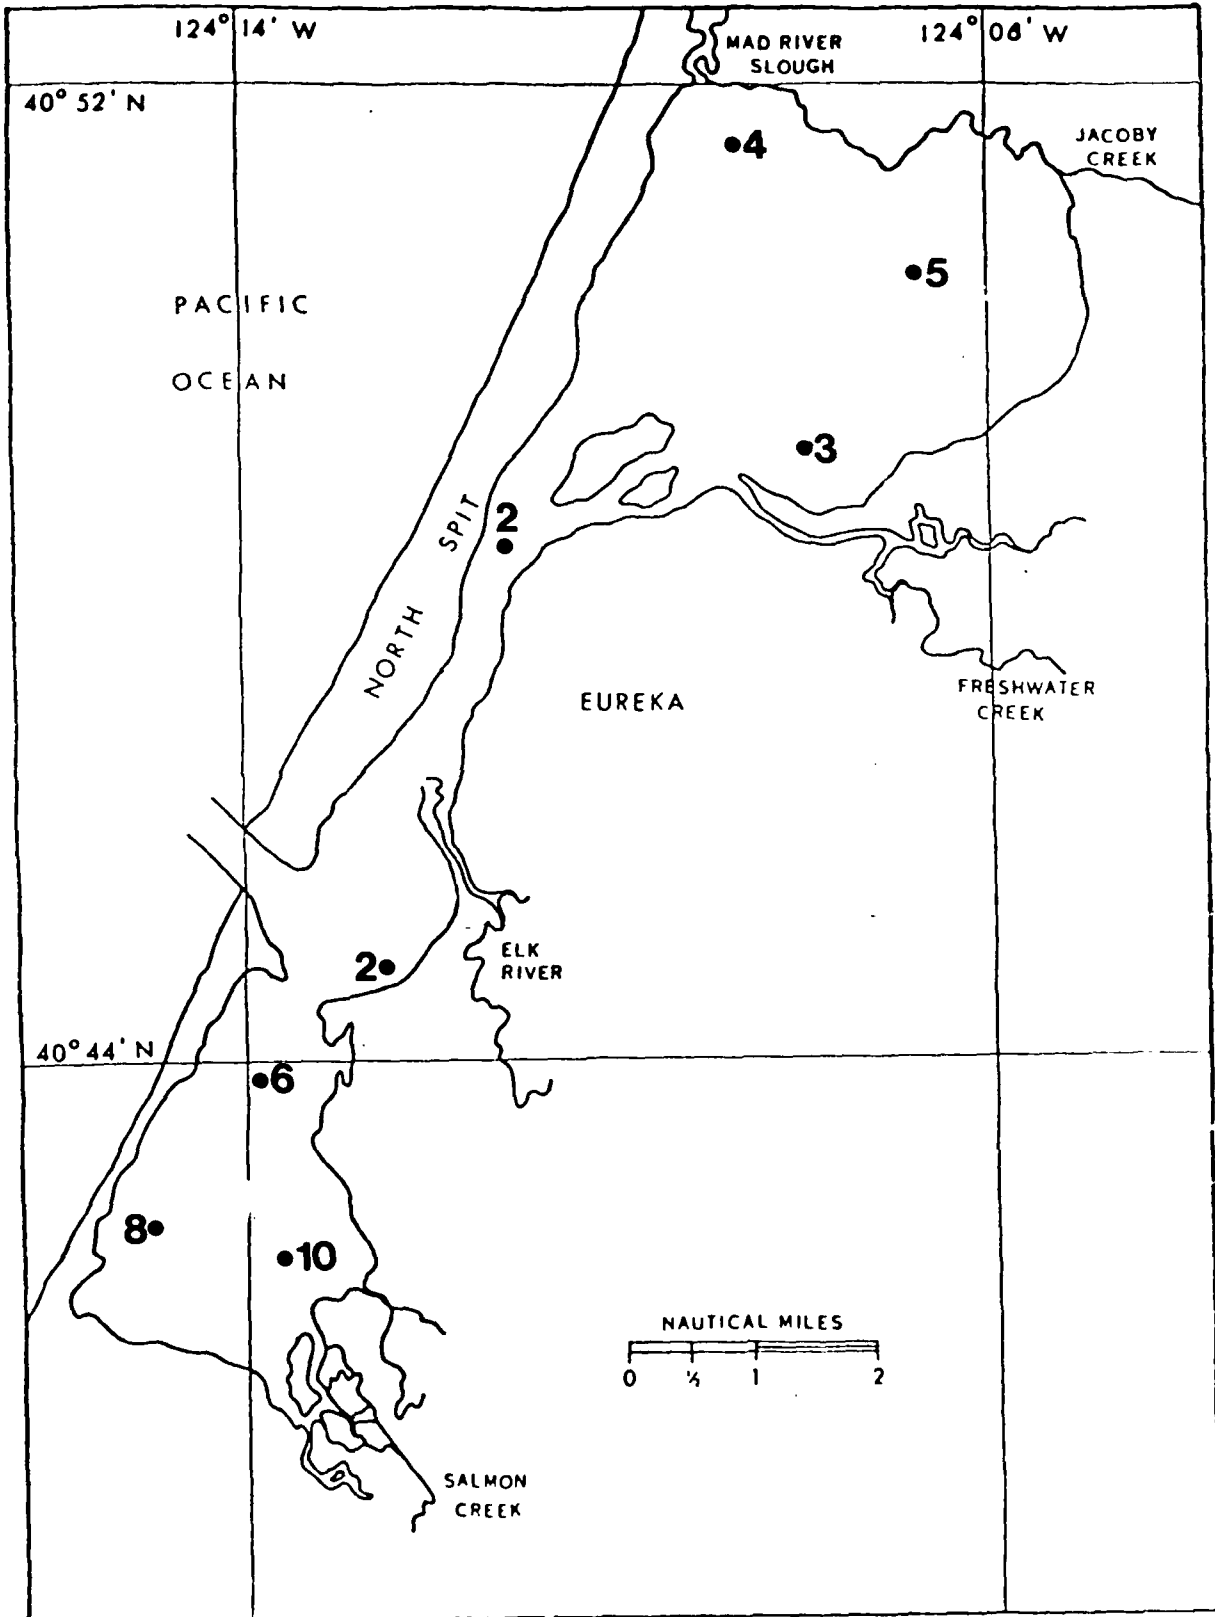 124° 14' W
124° 08' W
MAD RIVER
SLOUGH
40° 52' N
JACOBY
CREEK
4
5
PACIFIC
OCEAN
3
2
NORTH SPIT
EUREKA
FRESHWATER
CREEK
ELK
RIVER
2
40° 44' N
6
8
10
NAUTICAL MILES
0 ½ 1 2
SALMON
CREEK